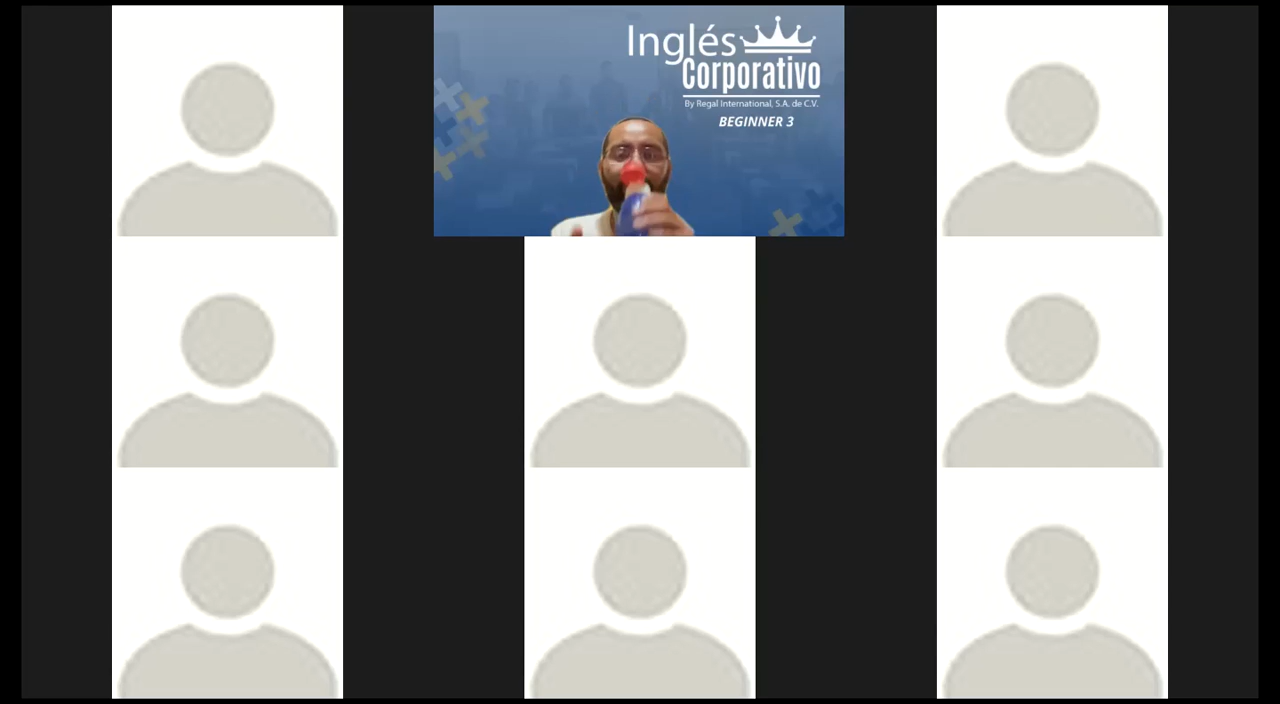 Inglés
Corporativo
By Regal International, S.A. de C.V.
BEGINNER 3